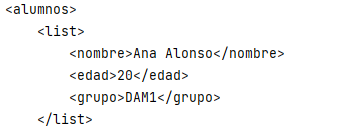 <alumnos>
    <list>
        <nombre>Ana Alonso</nombre>
        <edad>20</edad>
        <grupo>DAM1</grupo>
    </list>